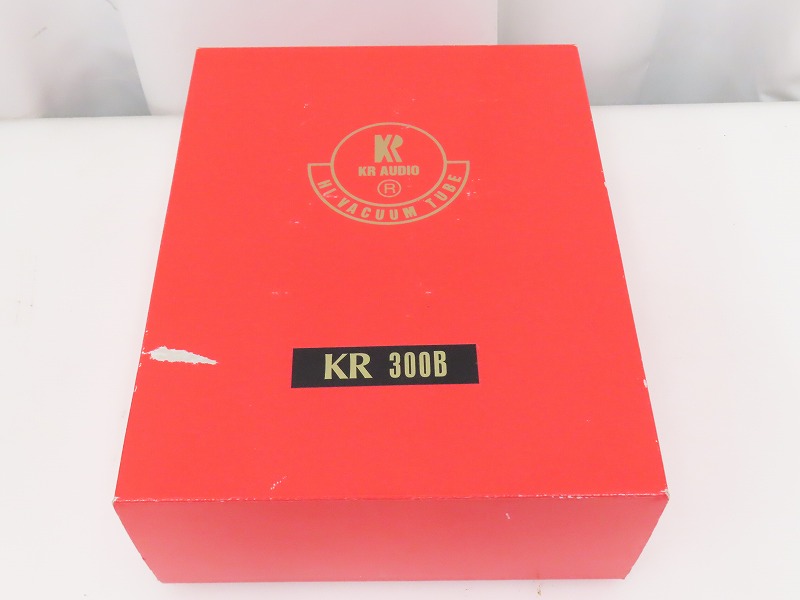 KR
KR AUDIO
®
HI-VACUUM TUBE
KR 300B